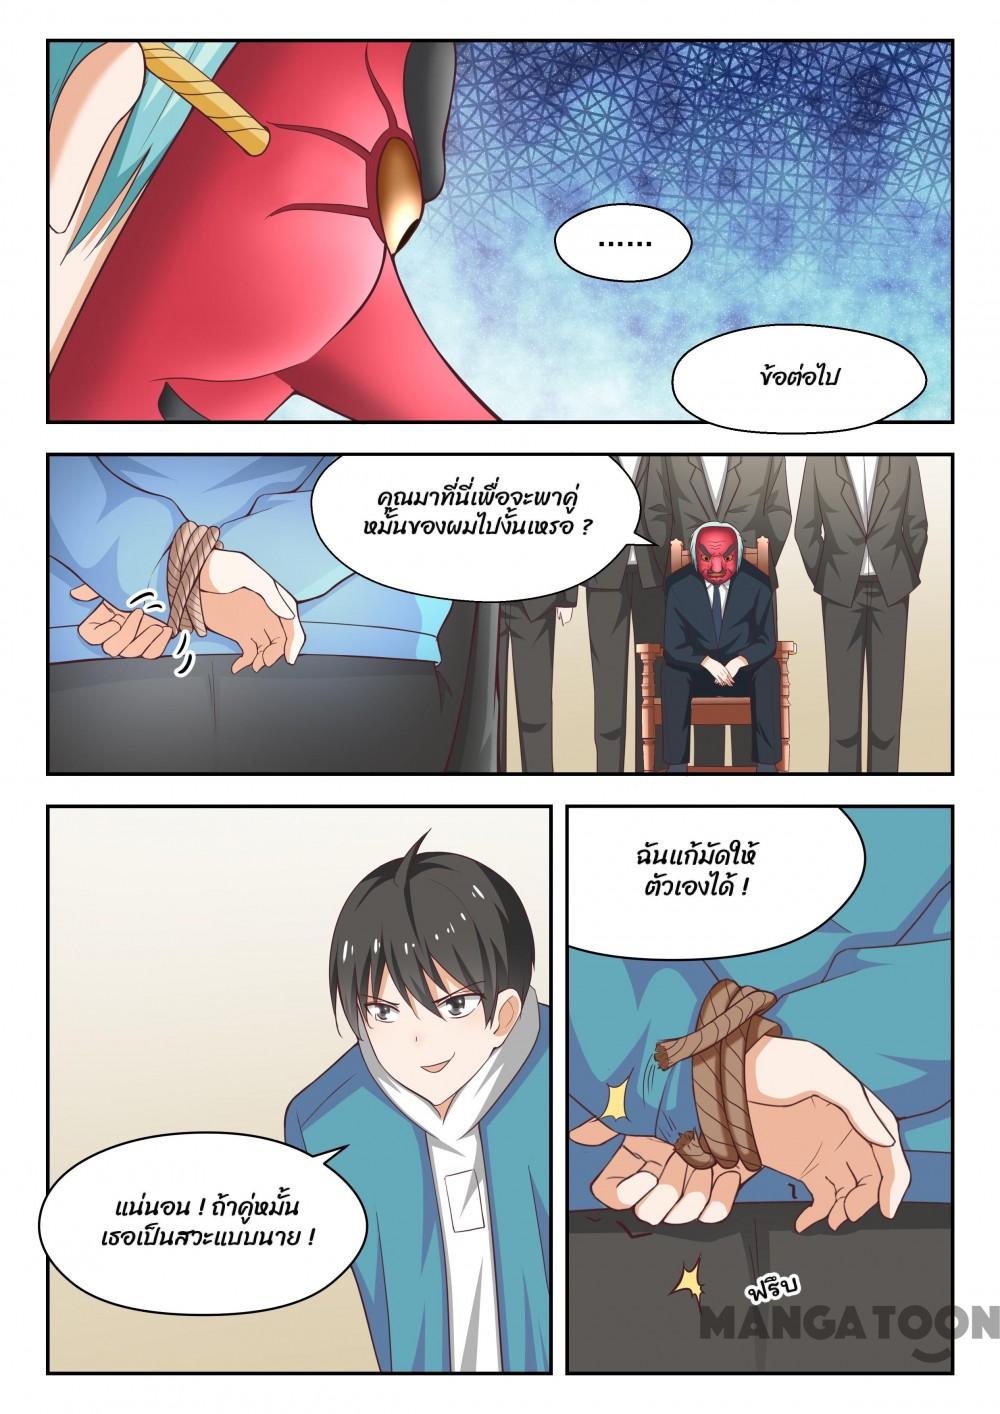 ......
ข้อต่อไป
คุณมาที่นี่เพื่อจะพาคู่
หมั้นของผมไปงั้นเหรอ ?
ฉันแก้มัดให้
ตัวเองได้ !
แน่นอน ! ถ้าคู่หมั้น
เธอเป็นสวะแบบนาย !
ฟรึบ
MANGATOON